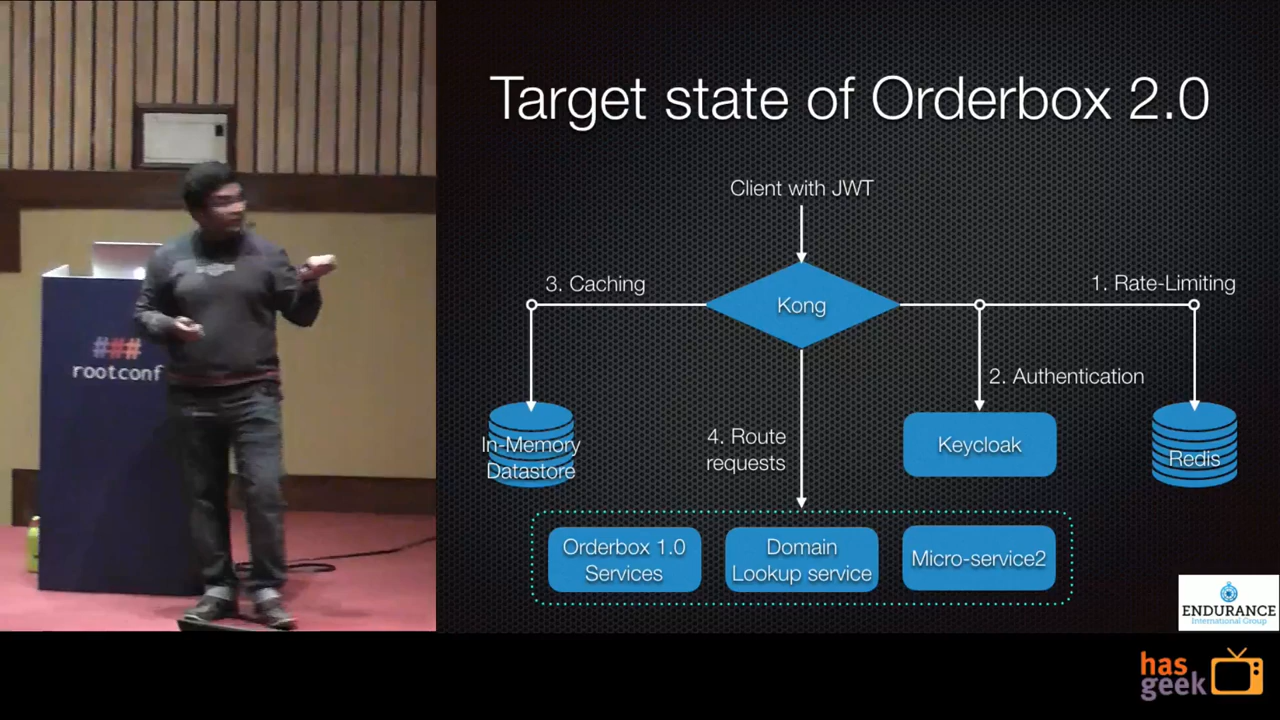 Target state of Orderbox 2.0
Client with JWT
3. Caching
Kong
1. Rate-Limiting
2. Authentication
In-Memory
Datastore
4. Route
requests
Keycloak
Redis
Orderbox 1.0
Services
Domain
Lookup service
Micro-service2
###
rootconf
ENDURANCE
International Group
has
geek